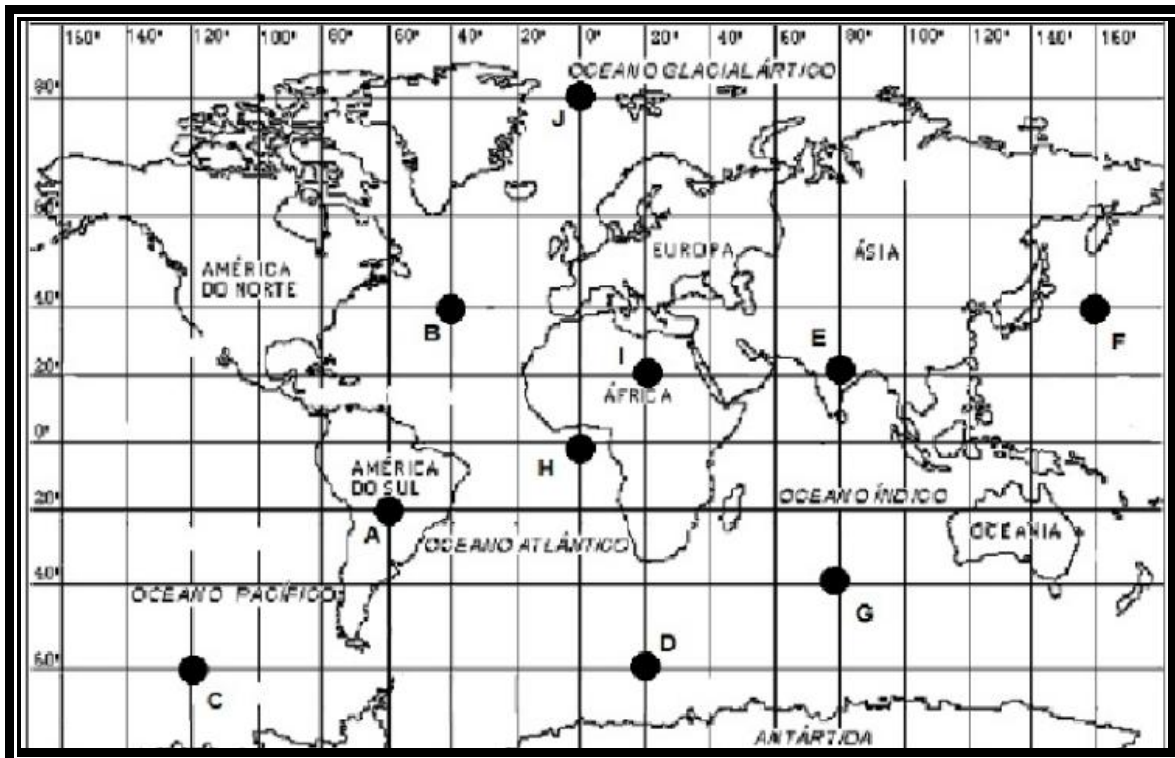 160° 140° 120° 100° 80° 60° 40° 20° 0° 20° 40° 60° 80° 100° 120° 140° 160°
OCEANO GLACIAL ÁRTICO
80°
J
60°
EUROPA
ÁSIA
AMÉRICA
DO NORTE
40°
B
E
F
I
20°
ÁFRICA
0°
H
AMÉRICA
DO SUL
OCEANO ÍNDICO
20°
A
OCEANO ATLÁNTICO
OCEANIA
40°
OCEANO PACÍFICO
G
D
60°
C
ANTÁRTIDA